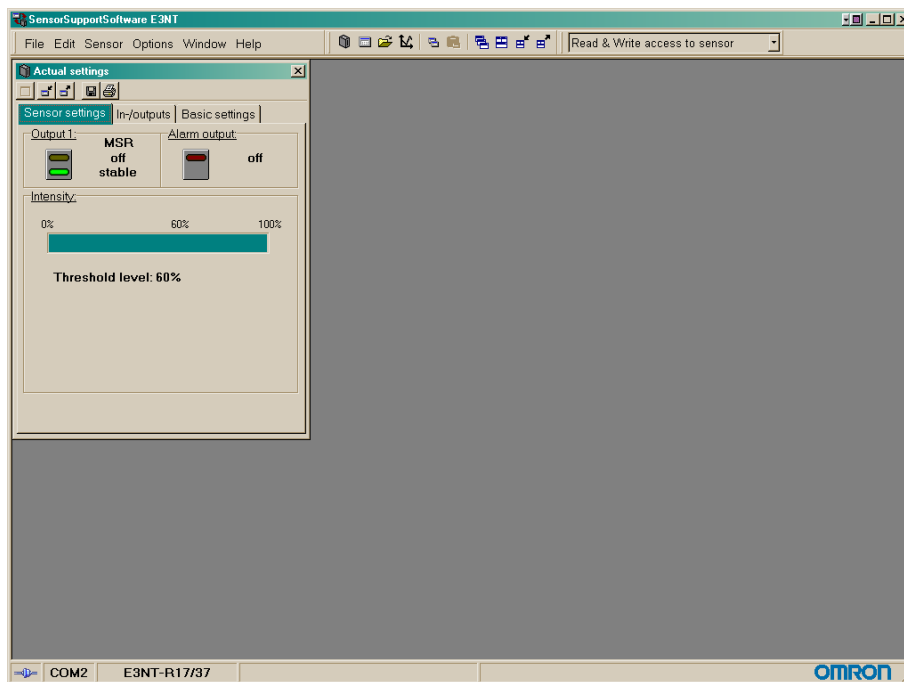 SensorSupportSoftware E3NT
File Edit Sensor Options Window Help
Read & Write access to sensor
Actual settings
Sensor settings In-/outputs Basic settings
Output 1:
MSR
off
stable
Alarm output:
off
Intensity:
0% 60% 100%
Threshold level: 60%
COM2 E3NT-R17/37 OMRON